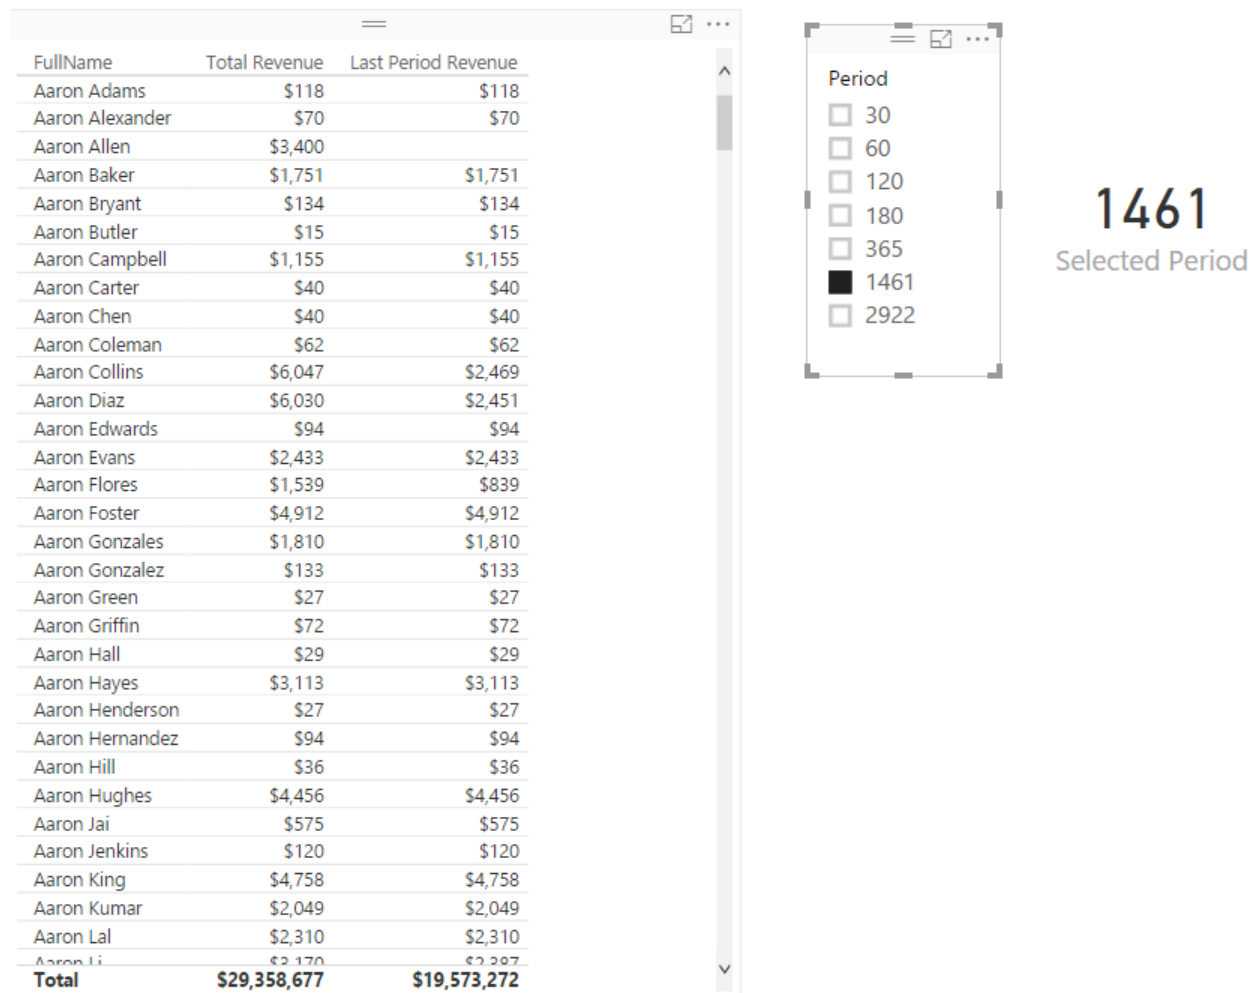 FullName Total Revenue Last Period Revenue
Aaron Adams $118 $118
Aaron Alexander $70 $70
Aaron Allen $3,400
Aaron Baker $1,751 $1,751
Aaron Bryant $134 $134
Aaron Butler $15 $15
Aaron Campbell $1,155 $1,155
Aaron Carter $40 $40
Aaron Chen $40 $40
Aaron Coleman $62 $62
Aaron Collins $6,047 $2,469
Aaron Diaz $6,030 $2,451
Aaron Edwards $94 $94
Aaron Evans $2,433 $2,433
Aaron Flores $1,539 $839
Aaron Foster $4,912 $4,912
Aaron Gonzales $1,810 $1,810
Aaron Gonzalez $133 $133
Aaron Green $27 $27
Aaron Griffin $72 $72
Aaron Hall $29 $29
Aaron Hayes $3,113 $3,113
Aaron Henderson $27 $27
Aaron Hernandez $94 $94
Aaron Hill $36 $36
Aaron Hughes $4,456 $4,456
Aaron Jai $575 $575
Aaron Jenkins $120 $120
Aaron King $4,758 $4,758
Aaron Kumar $2,049 $2,049
Aaron Lal $2,310 $2,310
Aaron Li $3,170 $2,387
Total $29,358,677 $19,573,272
Period
30
60
120
180
365
1461
2922
1461
Selected Period